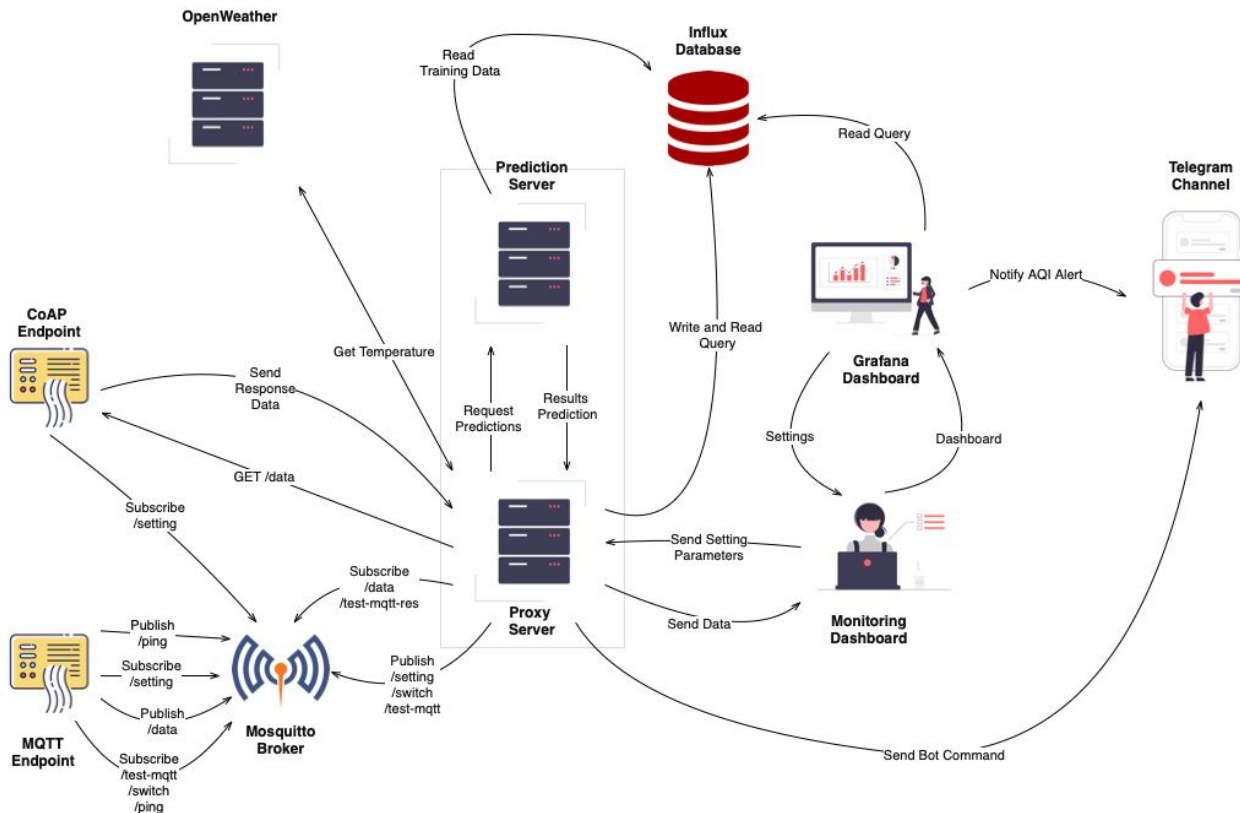 OpenWeather
Influx
Database
Read
Training Data
Read Query
Prediction
Server
Telegram
Channel
Notify AQI Alert
CoAP
Endpoint
Get Temperature
Write and Read
Query
Grafana
Dashboard
Send
Response
Data
Request
Predictions
Results
Prediction
Settings
Dashboard
GET /data
Subscribe
/setting
Send Setting
Parameters
Subscribe
/data
/test-mqtt-res
Proxy
Server
Send Data
Monitoring
Dashboard
Publish
/ping
Subscribe
/setting
Publish
/data
Publish
/setting
/switch
/test-mqtt
MQTT
Endpoint
Mosquitto
Broker
Subscribe
/test-mqtt
/switch
/ping
Send Bot Command